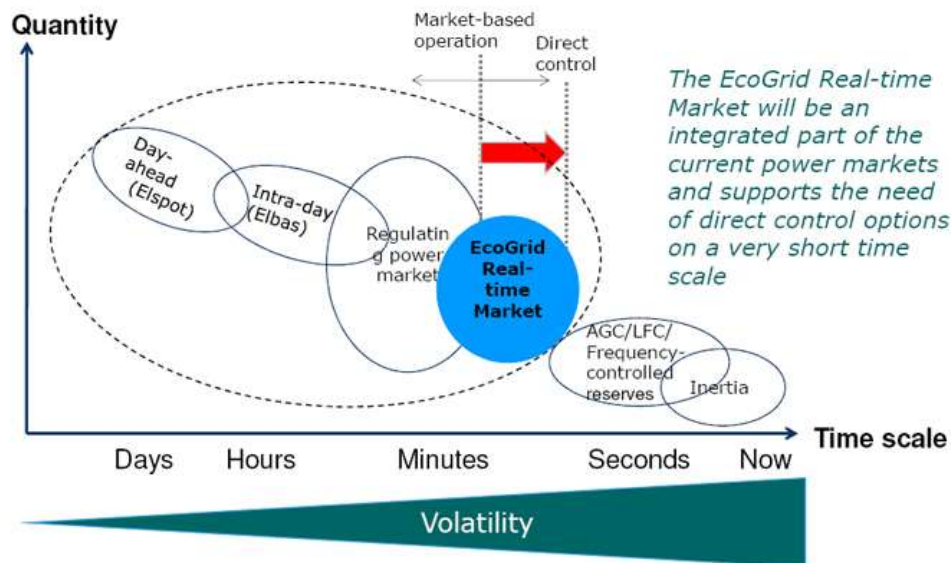 Quantity
Market-based
operation
Direct
control
The EcoGrid Real-time
Market will be an
integrated part of the
current power markets
and supports the need
of direct control options
on a very short time
scale
Day-
ahead
(Elspot)
Intra-day
(Elbas)
Regulatin
g power
market
EcoGrid
Real-
time
Market
AGC/LFC/
Frequency-
controlled
reserves
Inertia
Time scale
Days Hours Minutes Seconds Now
Volatility